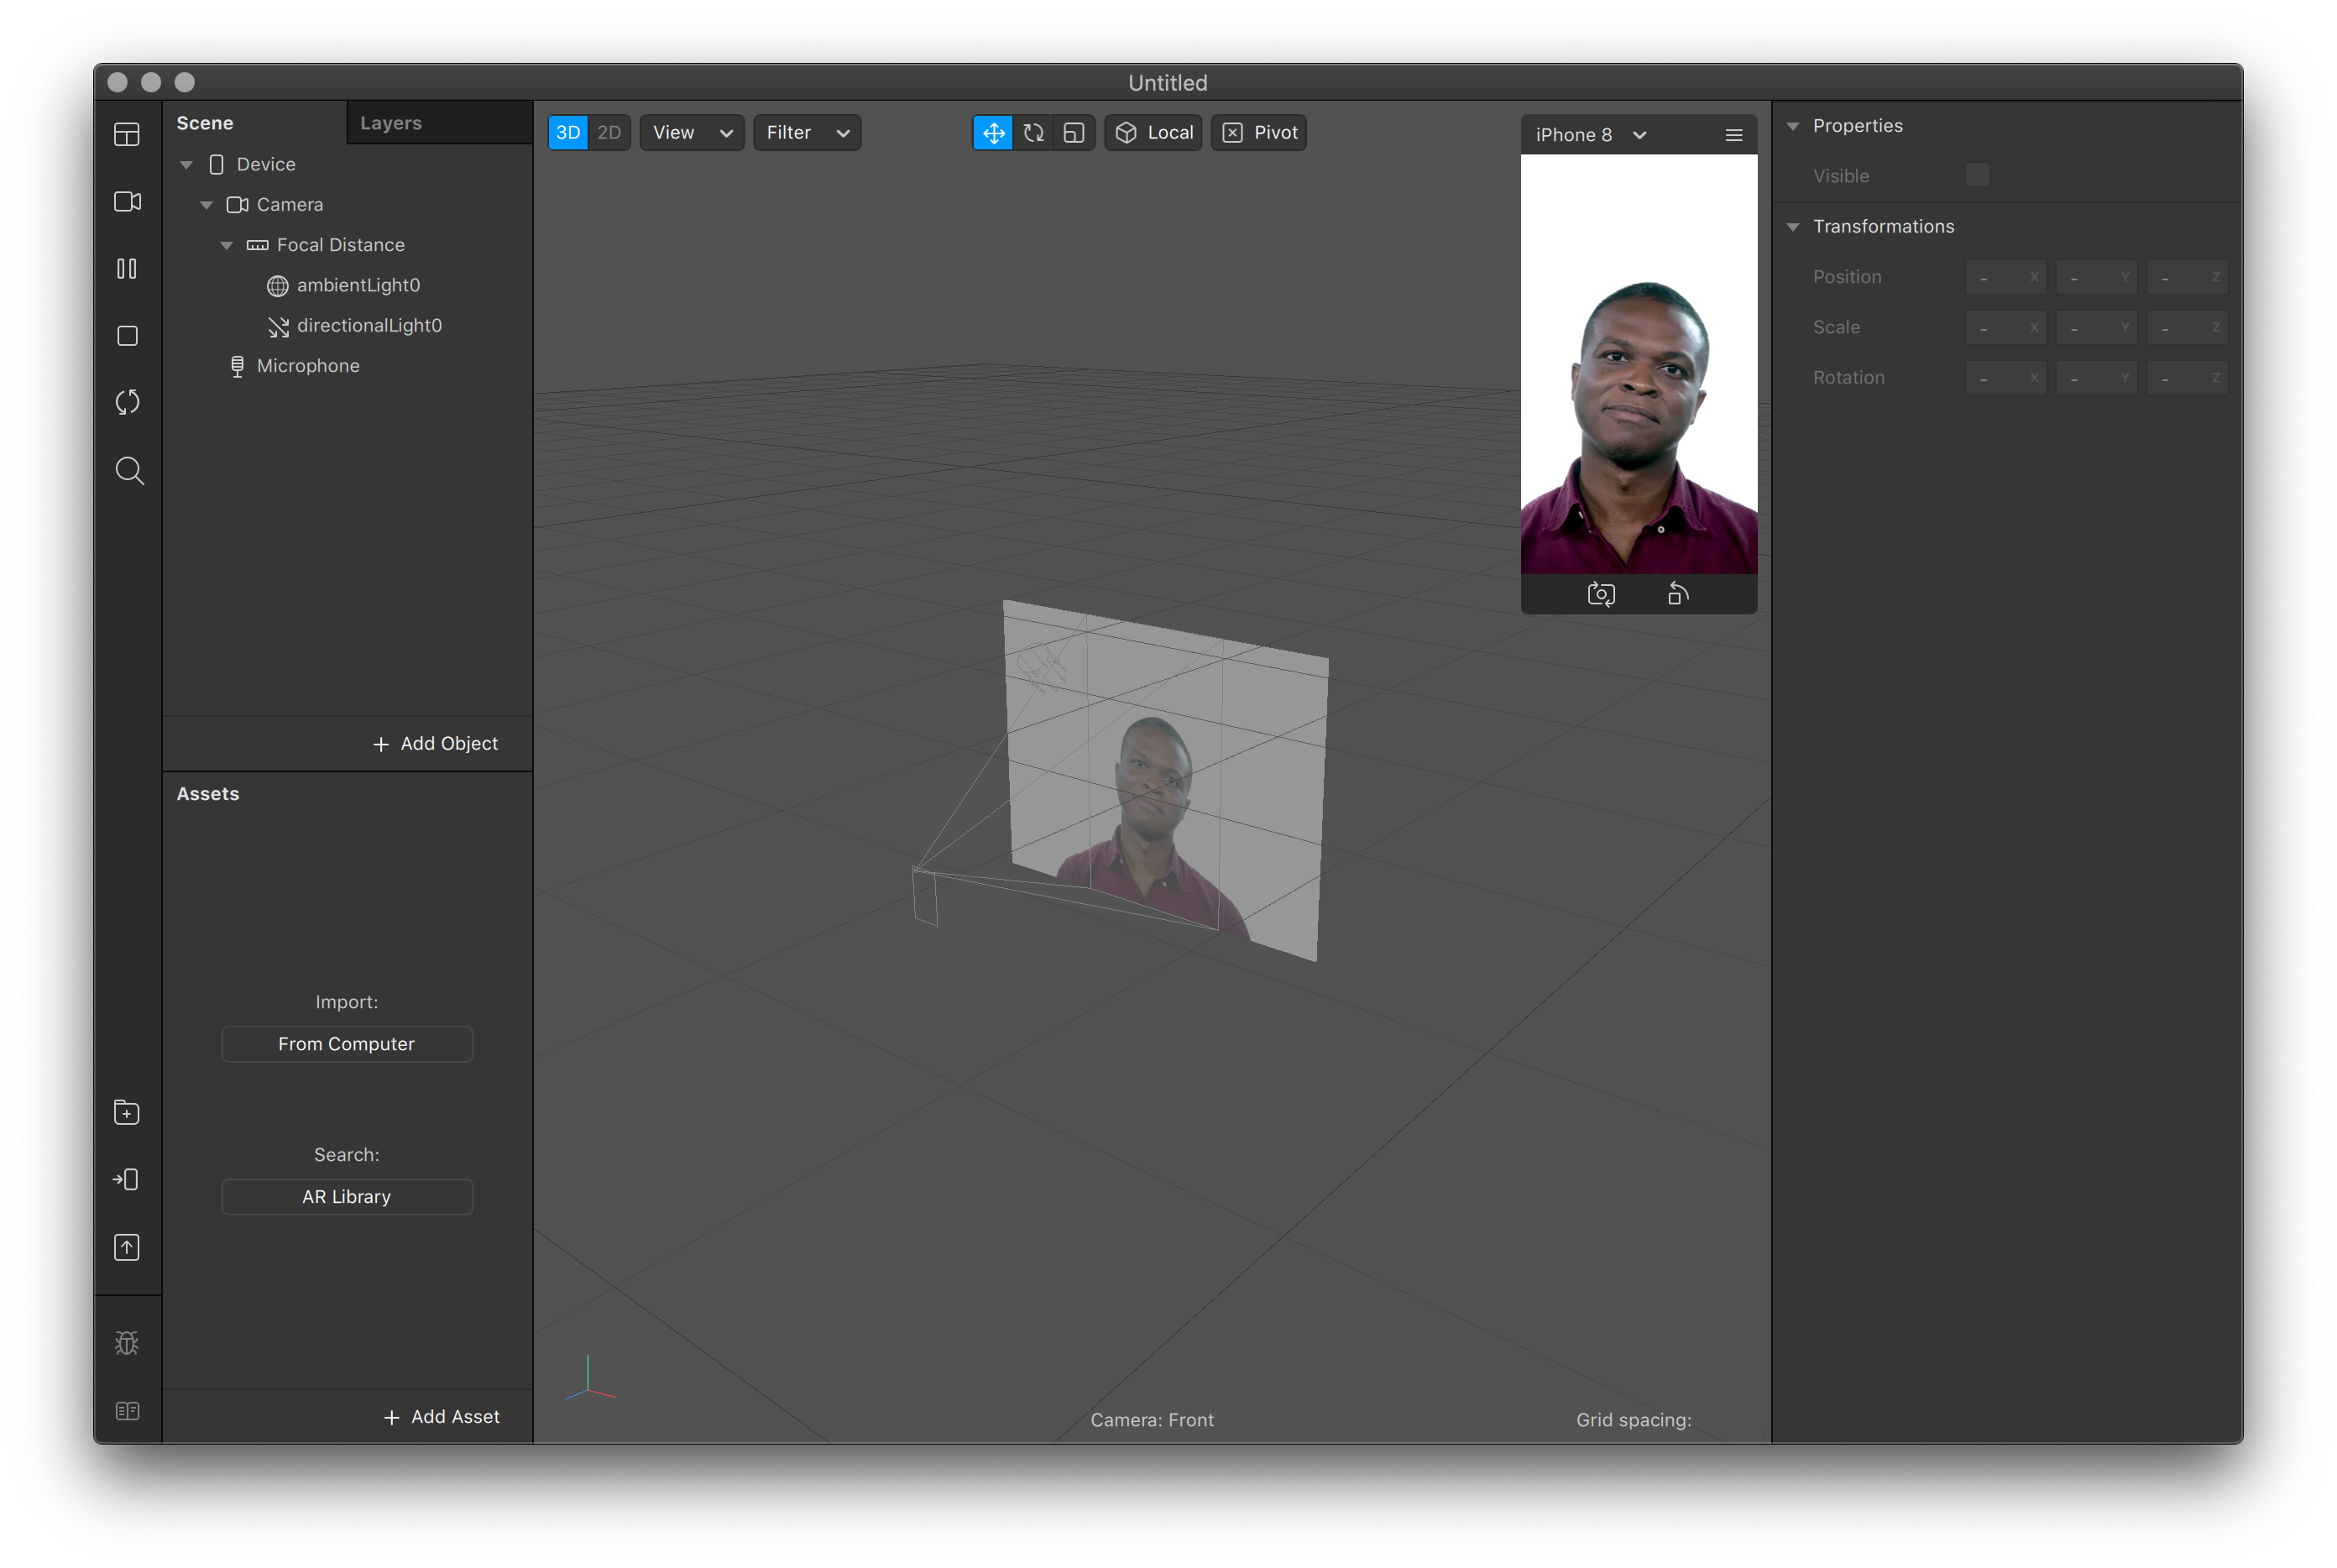 Untitled
Scene
Layers
Device
Camera
Focal Distance
ambientLight0
directionalLight0
Microphone
+ Add Object
Assets
Import:
From Computer
Search:
AR Library
+ Add Asset
3D 2D View Filter Local Pivot
iPhone 8
Camera: Front
Grid spacing:
Properties
Visible
Transformations
Position - X - Y - Z
Scale - X - Y - Z
Rotation - X - Y - Z